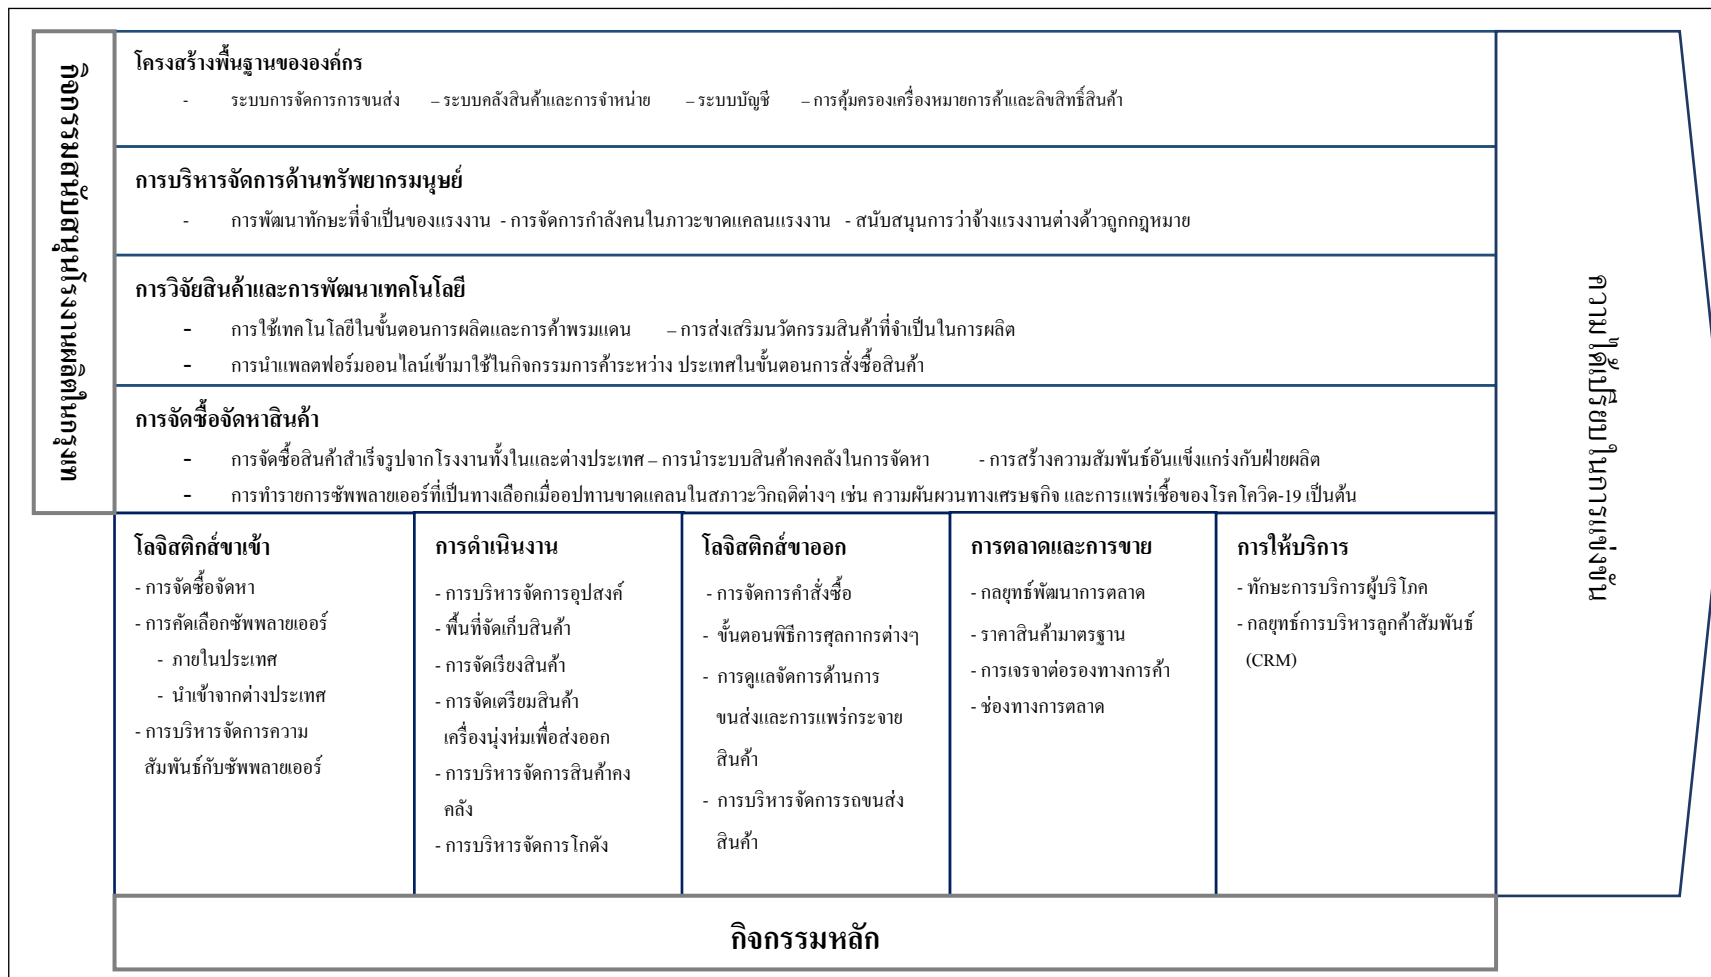 กิจกรรมสนับสนุนโรงงานผลิตในกรุงเทพ
โครงสร้างพื้นฐานขององค์กร
- ระบบการจัดการการขนส่ง – ระบบคลังสินค้าและการจำหน่าย – ระบบบัญชี – การคุ้มครองเครื่องหมายการค้าและลิขสิทธิ์สินค้า
การบริหารจัดการด้านทรัพยากรมนุษย์
- การพัฒนาทักษะที่จำเป็นของแรงงาน - การจัดการกำลังคนในภาวะขาดแคลนแรงงาน - สนับสนุนการว่าจ้างแรงงานต่างด้าวถูกกฎหมาย
การวิจัยสินค้าและการพัฒนาเทคโนโลยี
- การใช้เทคโนโลยีในขั้นตอนการผลิตและการค้าพรมแดน – การส่งเสริมนวัตกรรมสินค้าที่จำเป็นในการผลิต
- การนำแพลตฟอร์มออนไลน์เข้ามาใช้ในกิจกรรมการค้าระหว่าง ประเทศในขั้นตอนการสั่งซื้อสินค้า
การจัดซื้อจัดหาสินค้า
- การจัดซื้อสินค้าสำเร็จรูปจากโรงงานทั้งในและต่างประเทศ – การนำระบบสินค้าคงคลังในการจัดหา - การสร้างความสัมพันธ์อันแข็งแกร่งกับฝ่ายผลิต
- การทำรายการซัพพลายเออร์ที่เป็นทางเลือกเมื่ออุปทานขาดแคลนในสภาวะวิกฤติต่างๆ เช่น ความผันผวนทางเศรษฐกิจ และการแพร่เชื้อของโรคโควิด-19 เป็นต้น
โลจิสติกส์ขาเข้า
- การจัดซื้อจัดหา
- การคัดเลือกซัพพลายเออร์
- ภายในประเทศ
- นำเข้าจากต่างประเทศ
- การบริหารจัดการความ
สัมพันธ์กับซัพพลายเออร์
การดำเนินงาน
- การบริหารจัดการอุปสงค์
- พื้นที่จัดเก็บสินค้า
- การจัดเรียงสินค้า
- การจัดเตรียมสินค้า
เครื่องนุ่งห่มเพื่อส่งออก
- การบริหารจัดการสินค้าคง
คลัง
- การบริหารจัดการโกดัง
โลจิสติกส์ขาออก
- การจัดการคำสั่งซื้อ
- ขั้นตอนพิธีการศุลกากรต่างๆ
- การดูแลจัดการด้านการ
ขนส่งและการแพร่กระจาย
สินค้า
- การบริหารจัดการรถขนส่ง
สินค้า
การตลาดและการขาย
- กลยุทธ์พัฒนาการตลาด
- ราคาสินค้ามาตรฐาน
- การเจรจาต่อรองทางการค้า
- ช่องทางการตลาด
การให้บริการ
- ทักษะการบริการผู้บริโภค
- กลยุทธ์การบริหารลูกค้าสัมพันธ์
(CRM)
ความได้เปรียบในการแข่งขัน
กิจกรรมหลัก